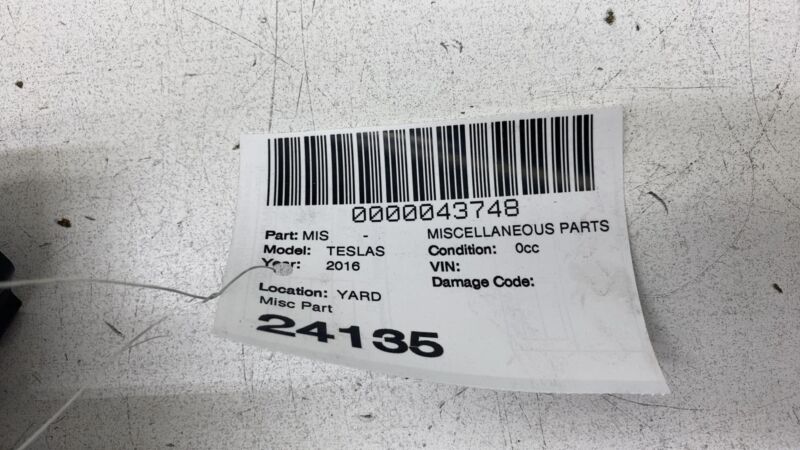 0000043748
Part: MIS - MISCELLANEOUS PARTS
Model: TESLAS Condition: 0cc
Year: 2016 VIN:
Damage Code:
Location: YARD
Misc Part
24135